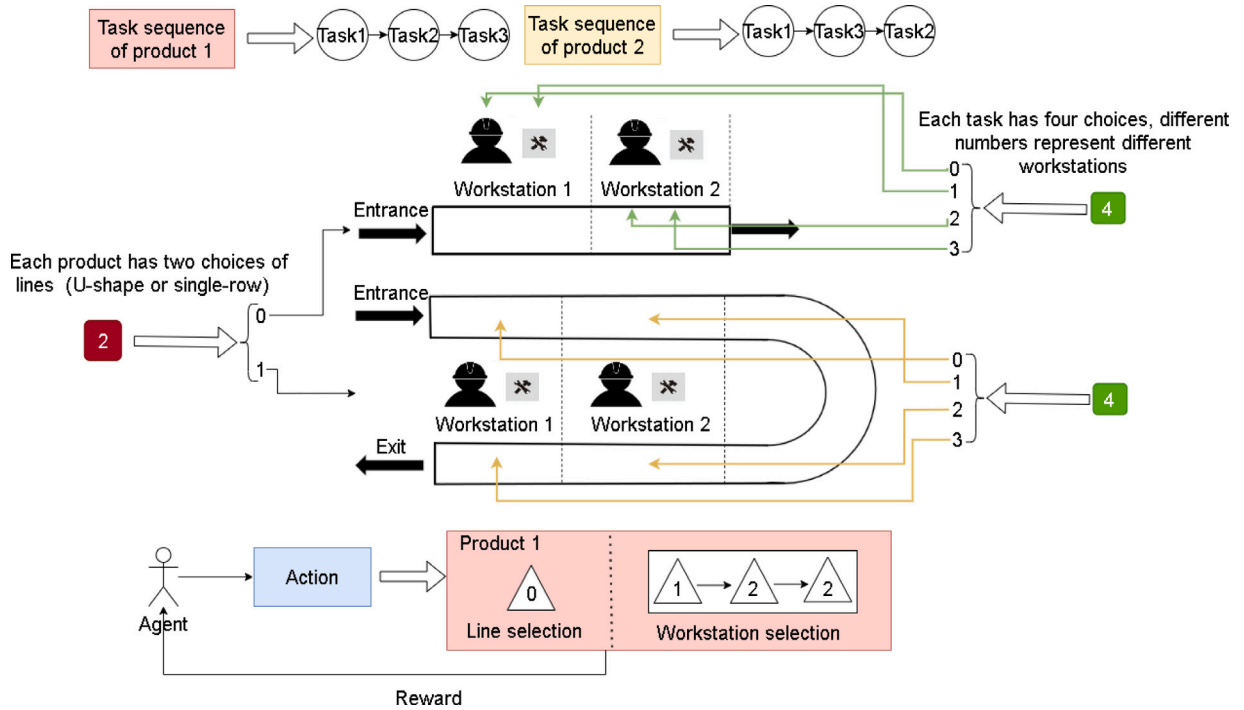 Task sequence
of product 1
Task1
Task2
Task3
Task sequence
of product 2
Task1
Task3
Task2
Each task has four choices, different
numbers represent different
workstations
Workstation 1
Workstation 2
0
1
2
3
4
Entrance
Each product has two choices of
lines (U-shape or single-row)
2
0
1
Entrance
Workstation 1
Workstation 2
Exit
0
1
2
3
4
Agent
Action
Product 1
0
Line selection
1
2
2
Workstation selection
Reward